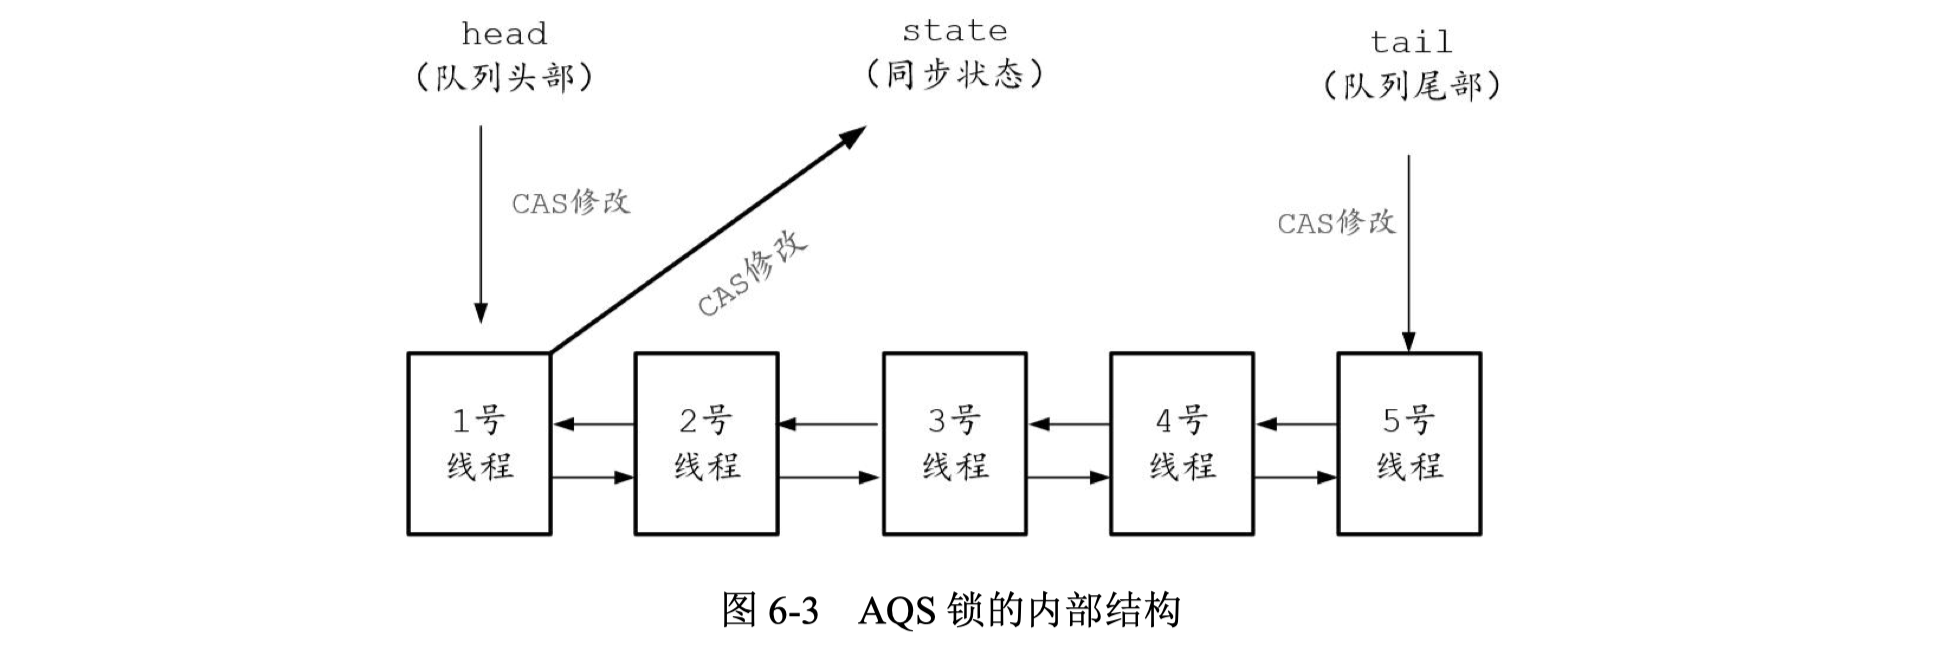 head
(队列头部)
state
(同步状态)
tail
(队列尾部)
CAS修改
CAS修改
CAS修改
1号
线程
2号
线程
3号
线程
4号
线程
5号
线程
图 6-3 AQS 锁的内部结构